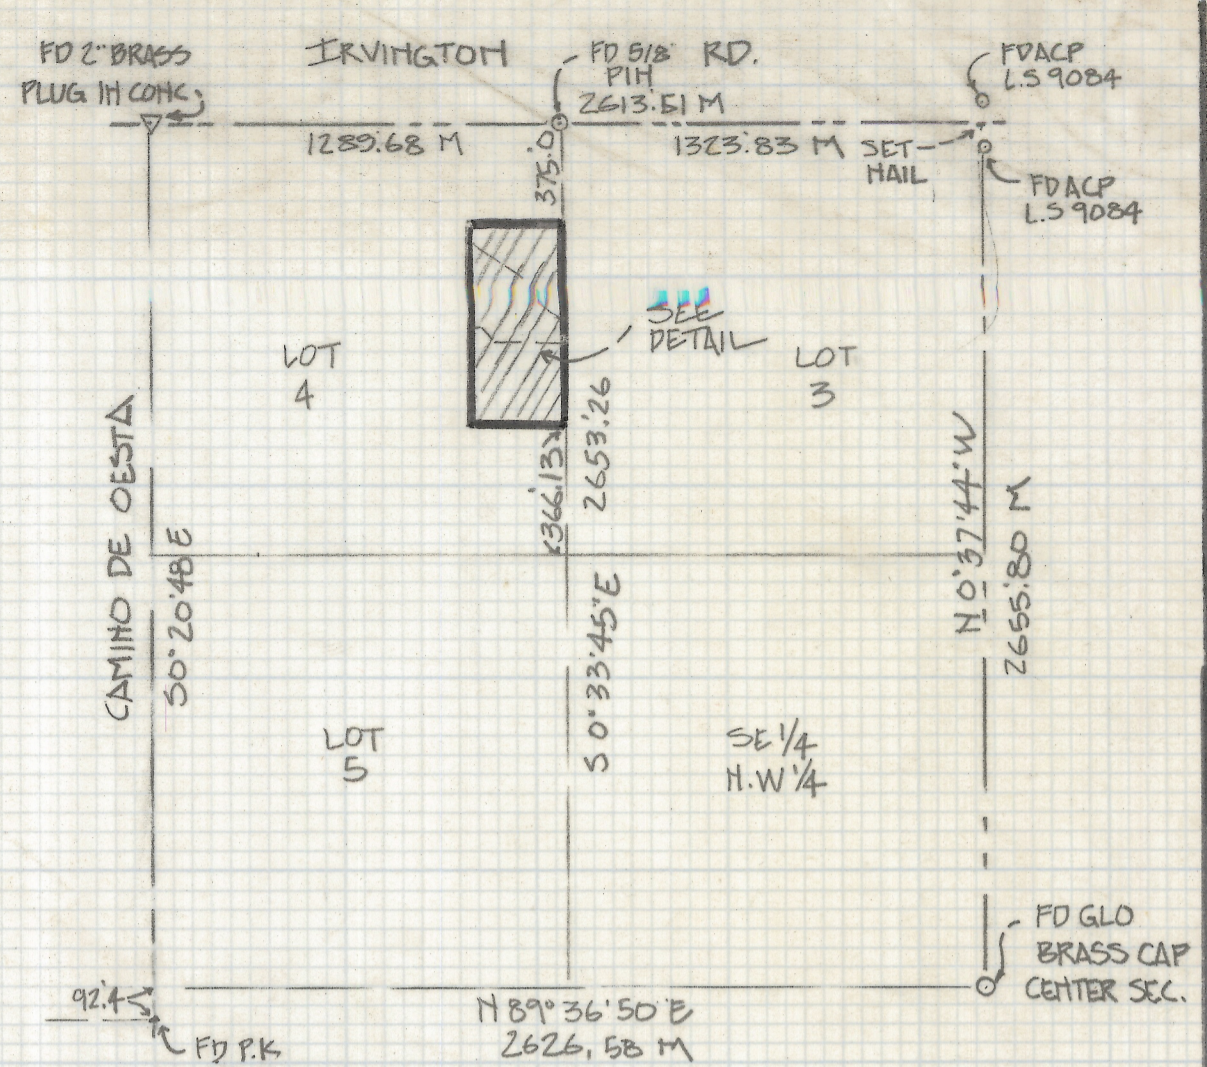 FD 2" BRASS
PLUG IN CONC.
IRVINGTON RD.
FD 5/8"
PIN
2613.51 M
FD ACP
L.S 9084
1289.68 M
375.0
1323.83 M
SET
NAIL
FD ACP
L.S 9084
SEE
DETAIL
LOT
4
LOT
3
366.13
2653.26
CAMINO DE OESTA
S0°20'48 E
S 0°33'45"E
N 0°37'44"W
2655.80 M
LOT
5
SE 1/4
N.W 1/4
FD GLO
BRASS CAP
CENTER SEC.
92.4
FD P.K
N 89°36'50 E
2626.58 M